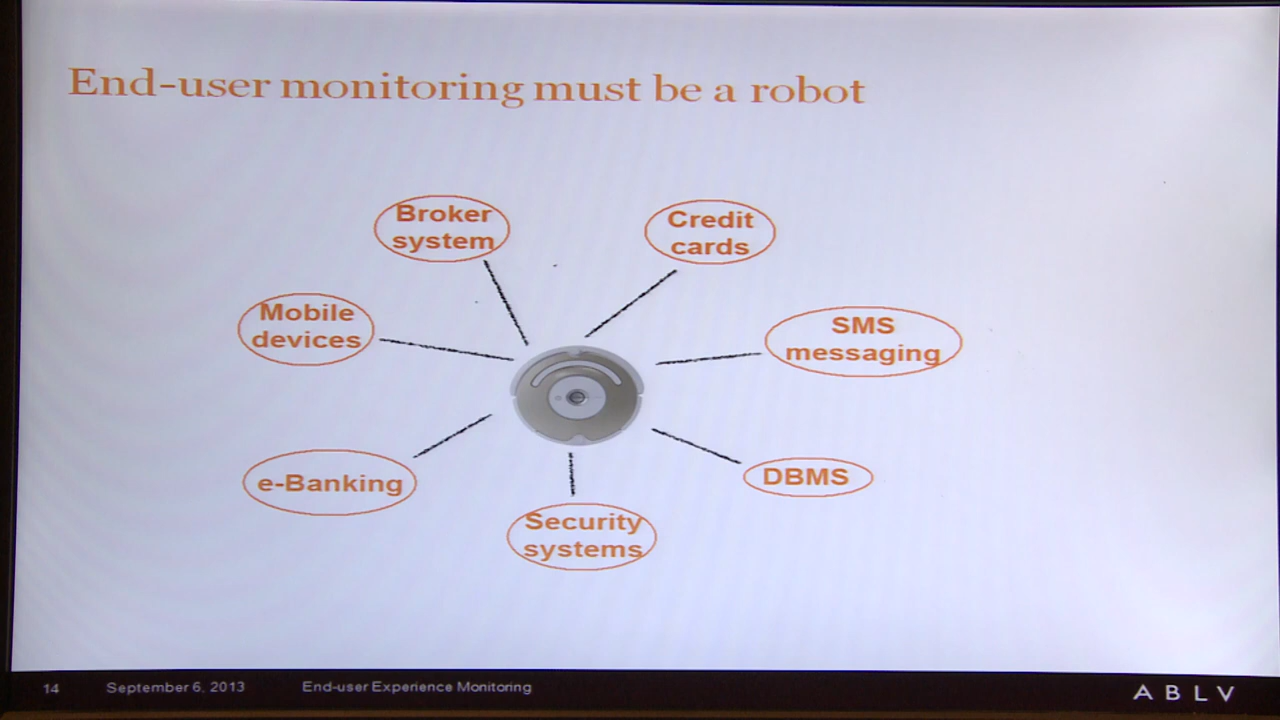 End-user monitoring must be a robot
Broker
system
Credit
cards
Mobile
devices
SMS
messaging
e-Banking
DBMS
Security
systems
14 September 6, 2013 End-user Experience Monitoring
ABLV